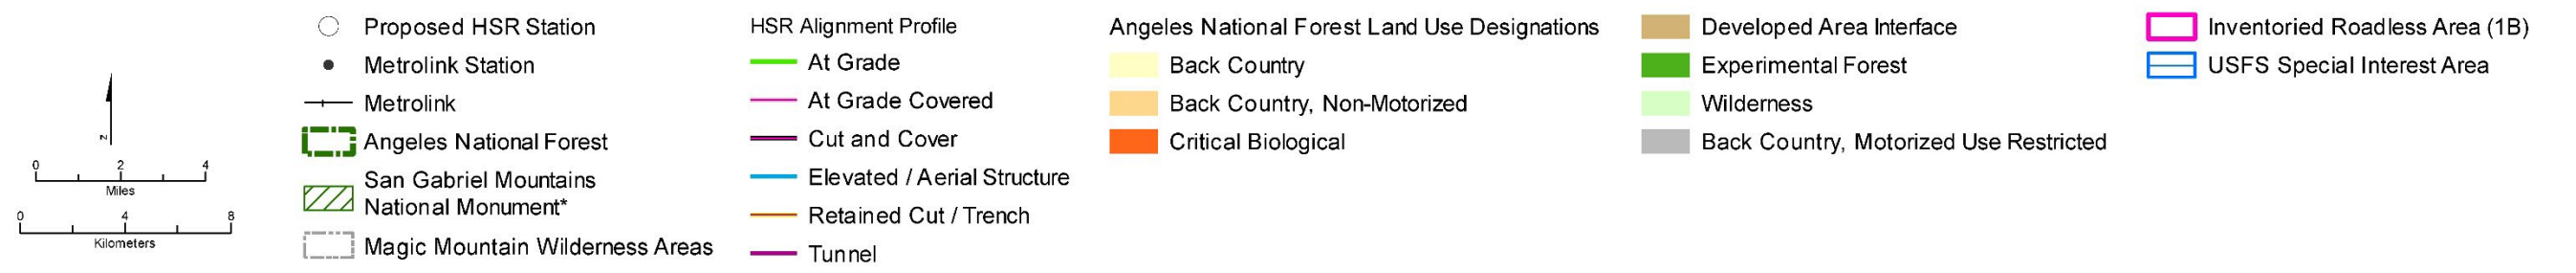 Z
0 2 4
Miles
0 4 8
Kilometers
Proposed HSR Station
Metrolink Station
Metrolink
Angeles National Forest
San Gabriel Mountains
National Monument*
Magic Mountain Wilderness Areas
HSR Alignment Profile
At Grade
At Grade Covered
Cut and Cover
Elevated / Aerial Structure
Retained Cut / Trench
Tunnel
Angeles National Forest Land Use Designations
Back Country
Back Country, Non-Motorized
Critical Biological
Developed Area Interface
Experimental Forest
Wilderness
Back Country, Motorized Use Restricted
Inventoried Roadless Area (1B)
USFS Special Interest Area